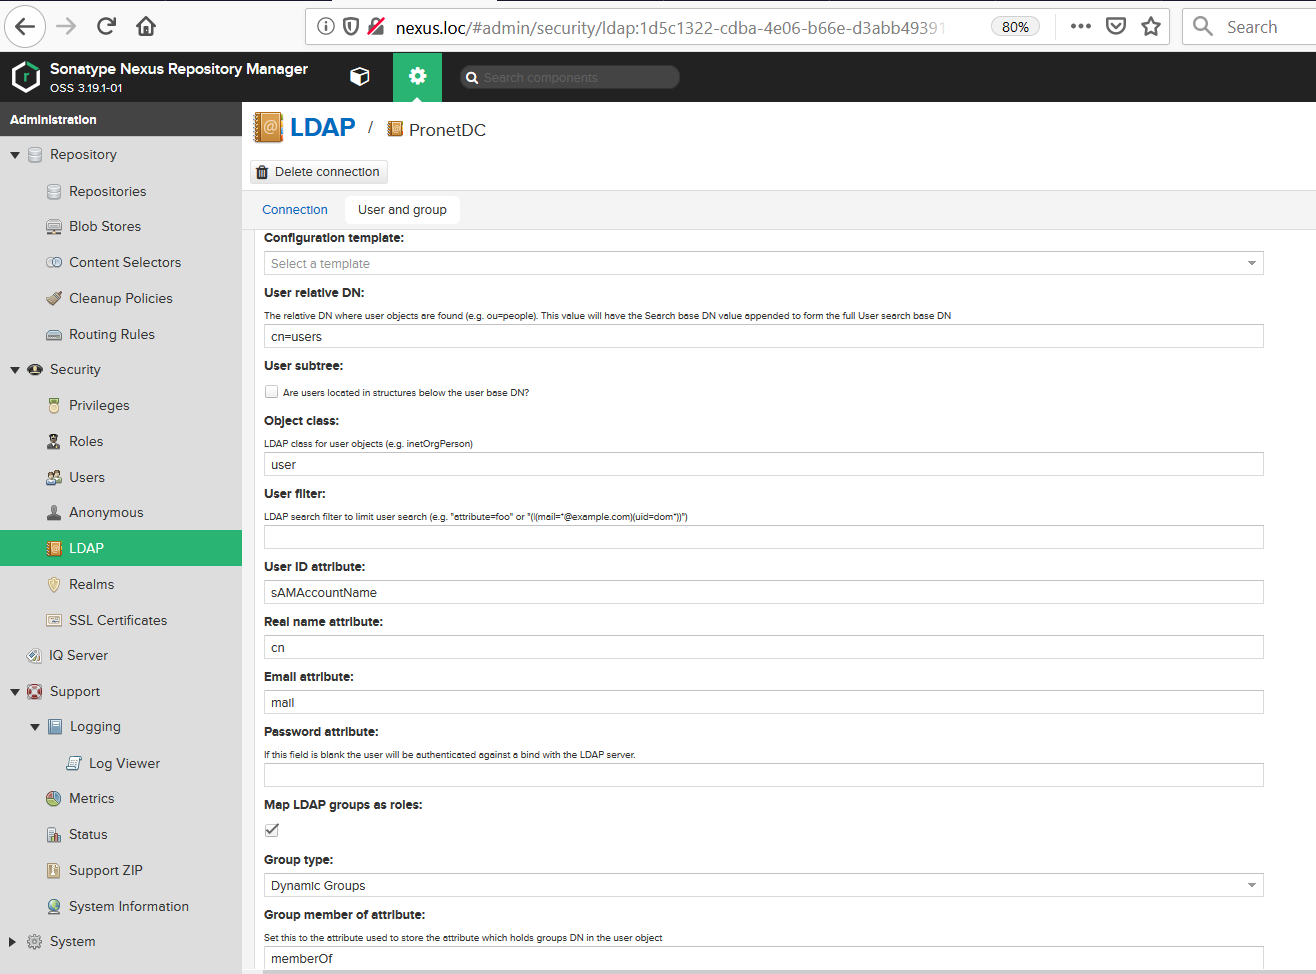 nexus.loc/#admin/security/ldap:1d5c1322-cdba-4e06-b66e-d3abb49391
80%
Search
Sonatype Nexus Repository Manager
OSS 3.19.1-01
Search components
Administration
Repository
Repositories
Blob Stores
Content Selectors
Cleanup Policies
Routing Rules
Security
Privileges
Roles
Users
Anonymous
LDAP
Realms
SSL Certificates
IQ Server
Support
Logging
Log Viewer
Metrics
Status
Support ZIP
System Information
System
LDAP / PronetDC
Delete connection
Connection
User and group
Configuration template:
Select a template
User relative DN:
The relative DN where user objects are found (e.g. ou=people). This value will have the Search base DN value appended to form the full User search base DN
cn=users
User subtree:
Are users located in structures below the user base DN?
Object class:
LDAP class for user objects (e.g. inetOrgPerson)
user
User filter:
LDAP search filter to limit user search (e.g. "attribute=foo" or "(|(mail=*@example.com)(uid=dom*))")
User ID attribute:
sAMAccountName
Real name attribute:
cn
Email attribute:
mail
Password attribute:
If this field is blank the user will be authenticated against a bind with the LDAP server.
Map LDAP groups as roles:
Group type:
Dynamic Groups
Group member of attribute:
Set this to the attribute used to store the attribute which holds groups DN in the user object
memberOf